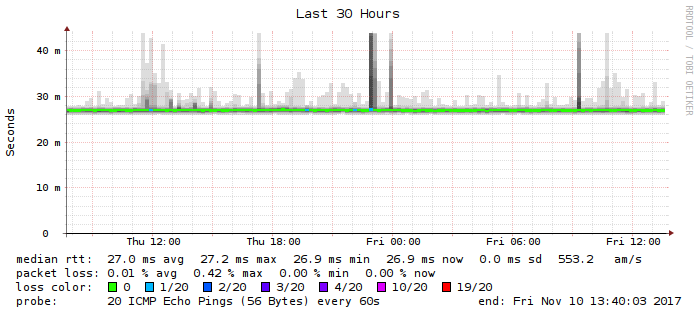 Last 30 Hours
RRDTOOL / TOBI OETIKER
Seconds
40 m
30 m
20 m
10 m
0
Thu 12:00 Thu 18:00 Fri 00:00 Fri 06:00 Fri 12:00
median rtt: 27.0 ms avg 27.2 ms max 26.9 ms min 26.9 ms now 0.0 ms sd 553.2 am/s
packet loss: 0.01 % avg 0.42 % max 0.00 % min 0.00 % now
loss color: 0 1/20 2/20 3/20 4/20 10/20 19/20
probe: 20 ICMP Echo Pings (56 Bytes) every 60s end: Fri Nov 10 13:40:03 2017